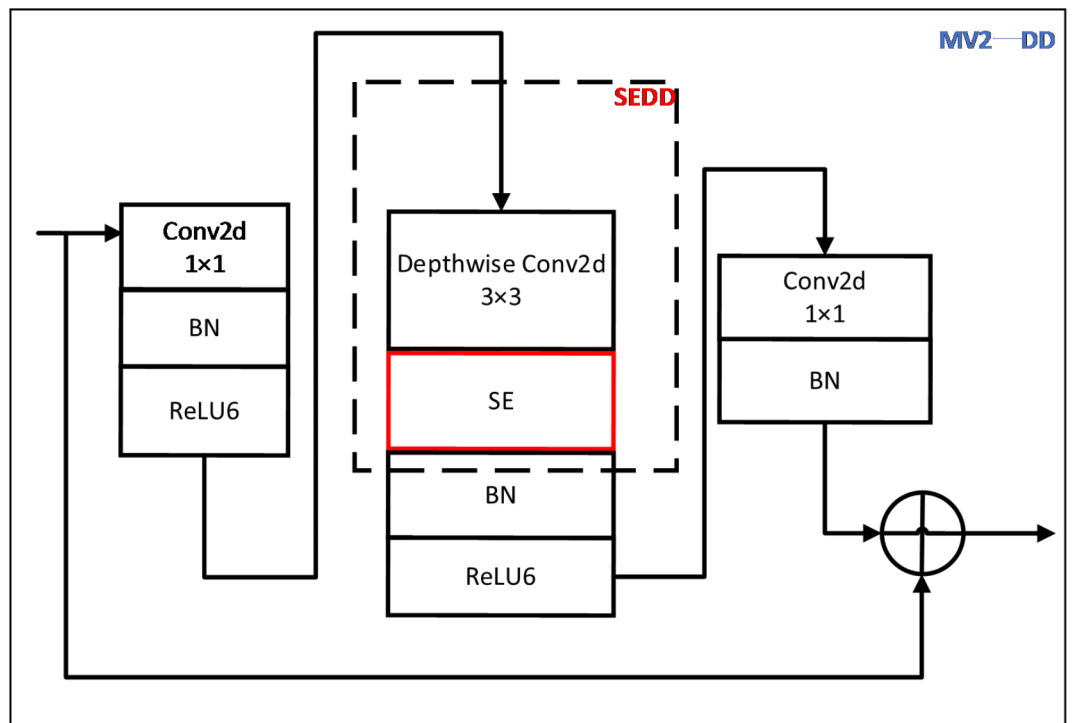 MV2—DD
SEDD
Conv2d
1×1
BN
ReLU6
Depthwise Conv2d
3×3
SE
BN
ReLU6
Conv2d
1×1
BN